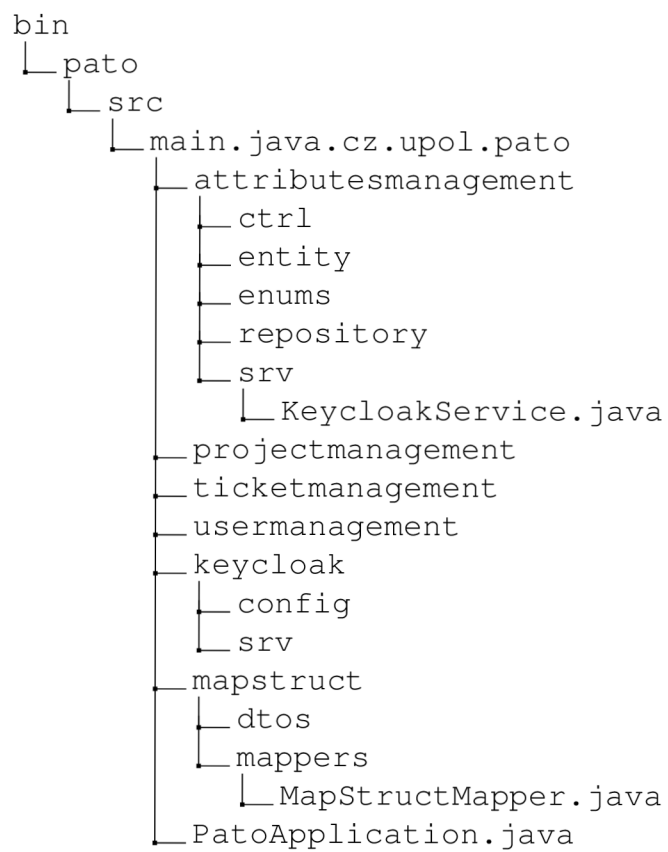 bin
pato
src
main.java.cz.upol.pato
attributesmanagement
ctrl
entity
enums
repository
srv
KeycloakService.java
projectmanagement
ticketmanagement
usermanagement
keycloak
config
srv
mapstruct
dtos
mappers
MapStructMapper.java
PatoApplication.java